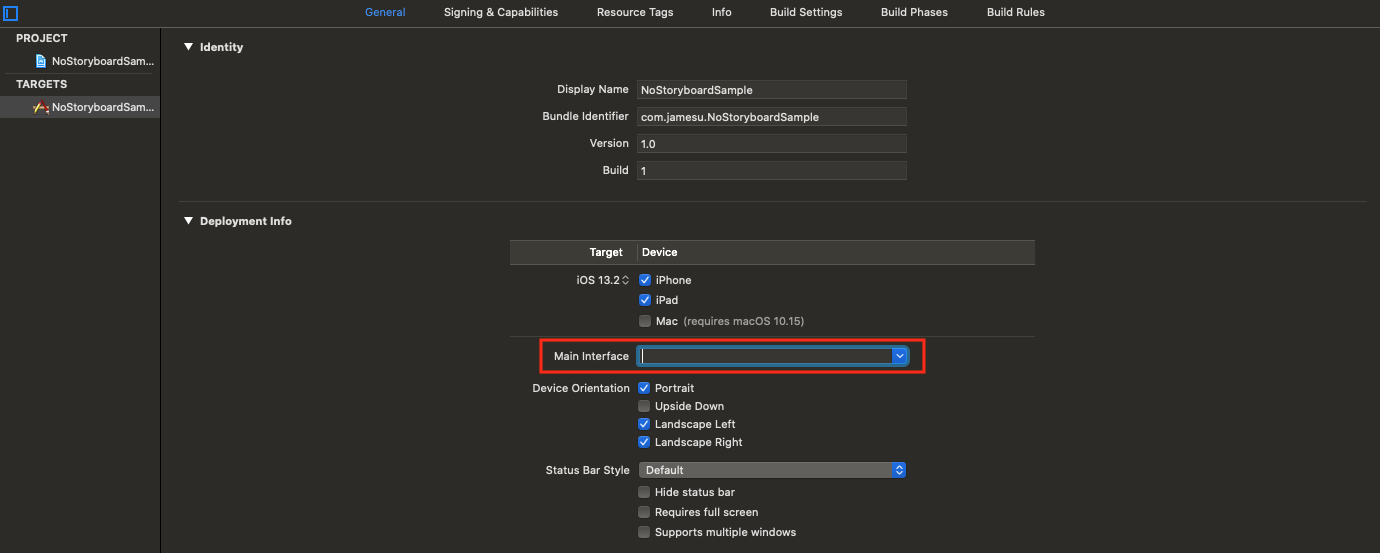 General Signing & Capabilities Resource Tags Info Build Settings Build Phases Build Rules
PROJECT
NoStoryboardSam...
TARGETS
NoStoryboardSam...
Identity
Display Name NoStoryboardSample
Bundle Identifier com.jamesu.NoStoryboardSample
Version 1.0
Build 1
Deployment Info
Target Device
iOS 13.2 iPhone
iPad
Mac (requires macOS 10.15)
Main Interface
Device Orientation Portrait
Upside Down
Landscape Left
Landscape Right
Status Bar Style Default
Hide status bar
Requires full screen
Supports multiple windows